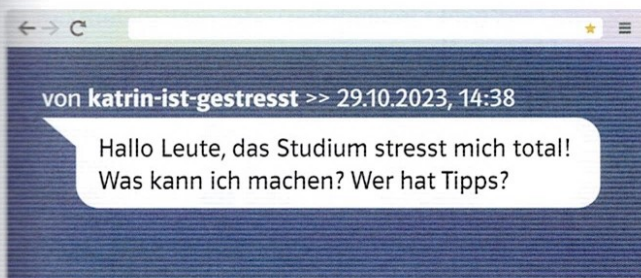 von katrin-ist-gestresst >> 29.10.2023, 14:38
Hallo Leute, das Studium stresst mich total!
Was kann ich machen? Wer hat Tipps?